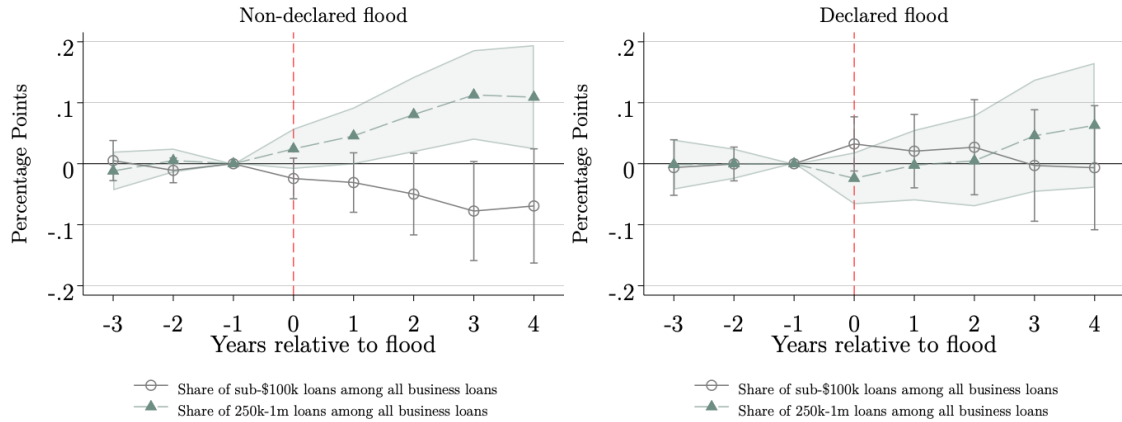 Non-declared flood
.2
.1
0
-.1
-.2
Percentage Points
-3 -2 -1 0 1 2 3 4
Years relative to flood
Share of sub-$100k loans among all business loans
Share of 250k-1m loans among all business loans
Declared flood
.2
.1
0
-.1
-.2
Percentage Points
-3 -2 -1 0 1 2 3 4
Years relative to flood
Share of sub-$100k loans among all business loans
Share of 250k-1m loans among all business loans